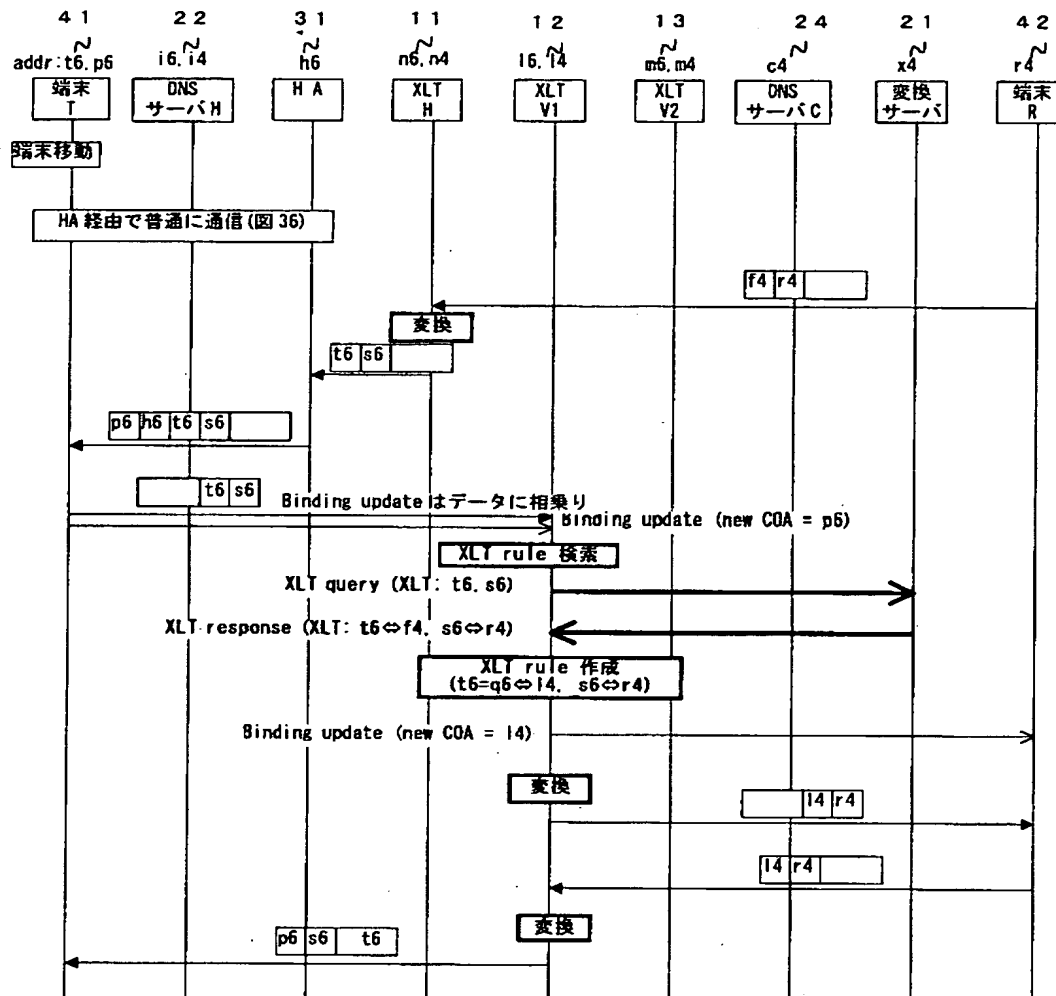 41 22 31 11 12 13 24 21 42
addr:t6,p6 i6,i4 h6 n6,n4 l6,l4 m6,m4 c4 x4 r4
端末 DNS HA XLT XLT XLT DNS 変換 端末
T サーバH H V1 V2 サーバC サーバ R
端末移動
HA経由で普通に通信(図36)
f4 r4
変換
t6 s6
p6 h6 t6 s6
t6 s6
Binding updateはデータに相乗り
Binding update (new COA = p6)
XLT rule 検索
XLT query (XLT: t6,s6)
XLT response (XLT: t6⇔f4, s6⇔r4)
XLT rule 作成
(t6=q6⇔l4, s6⇔r4)
Binding update (new COA = l4)
変換
l4 r4
l4 r4
変換
p6 s6 t6